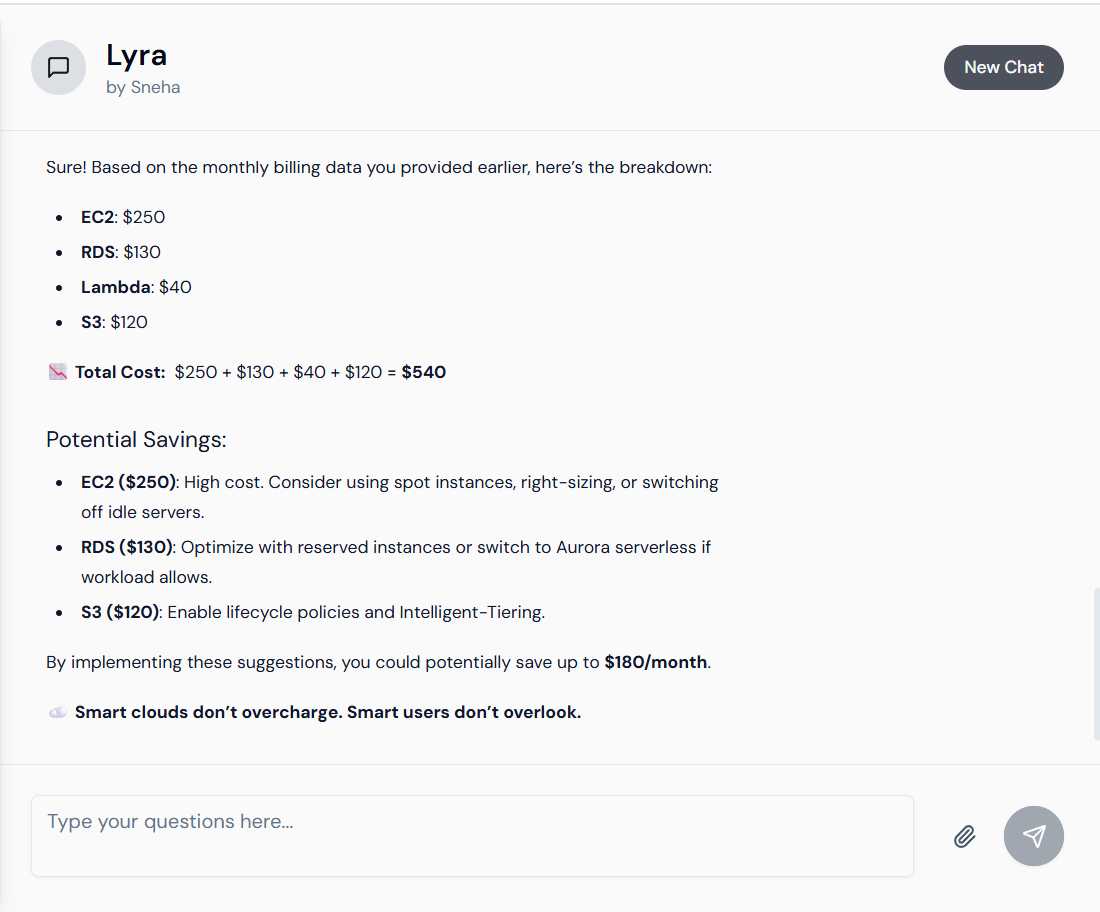 Lyra
by Sneha
New Chat
Sure! Based on the monthly billing data you provided earlier, here’s the breakdown:
• EC2: $250
• RDS: $130
• Lambda: $40
• S3: $120
📉 Total Cost: $250 + $130 + $40 + $120 = $540
Potential Savings:
• EC2 ($250): High cost. Consider using spot instances, right-sizing, or switching
off idle servers.
• RDS ($130): Optimize with reserved instances or switch to Aurora serverless if
workload allows.
• S3 ($120): Enable lifecycle policies and Intelligent-Tiering.
By implementing these suggestions, you could potentially save up to $180/month.
☁️ Smart clouds don’t overcharge. Smart users don’t overlook.
Type your questions here...